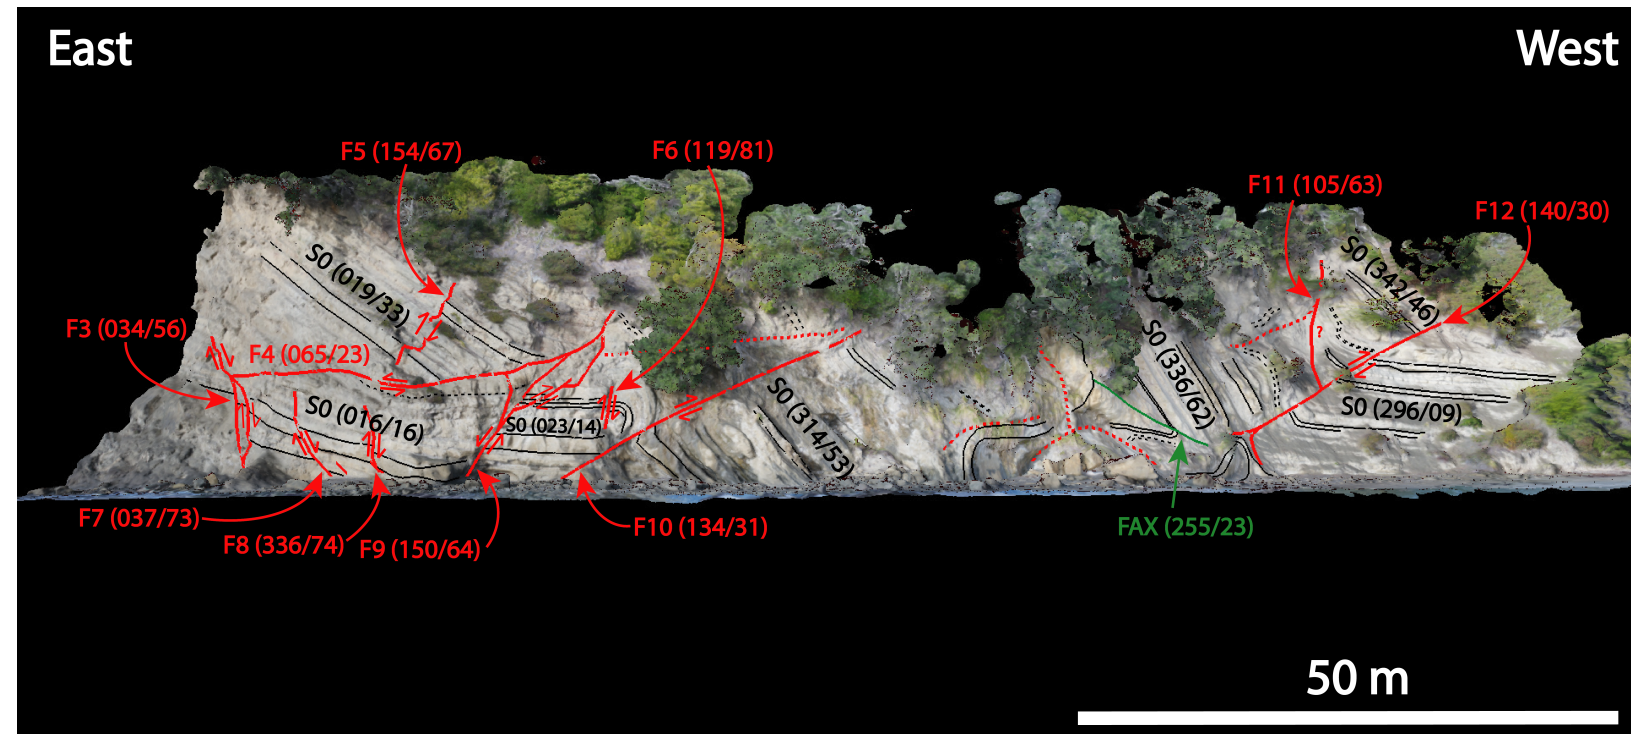 East
West
F5 (154/67)
F6 (119/81)
F11 (105/63)
F12 (140/30)
S0 (019/33)
S0 (342/46)
F3 (034/56)
F4 (065/23)
?
S0 (336/62)
S0 (016/16)
S0 (023/14)
S0 (314/53)
S0 (296/09)
F7 (037/73)
F8 (336/74)
F9 (150/64)
F10 (134/31)
FAX (255/23)
50 m